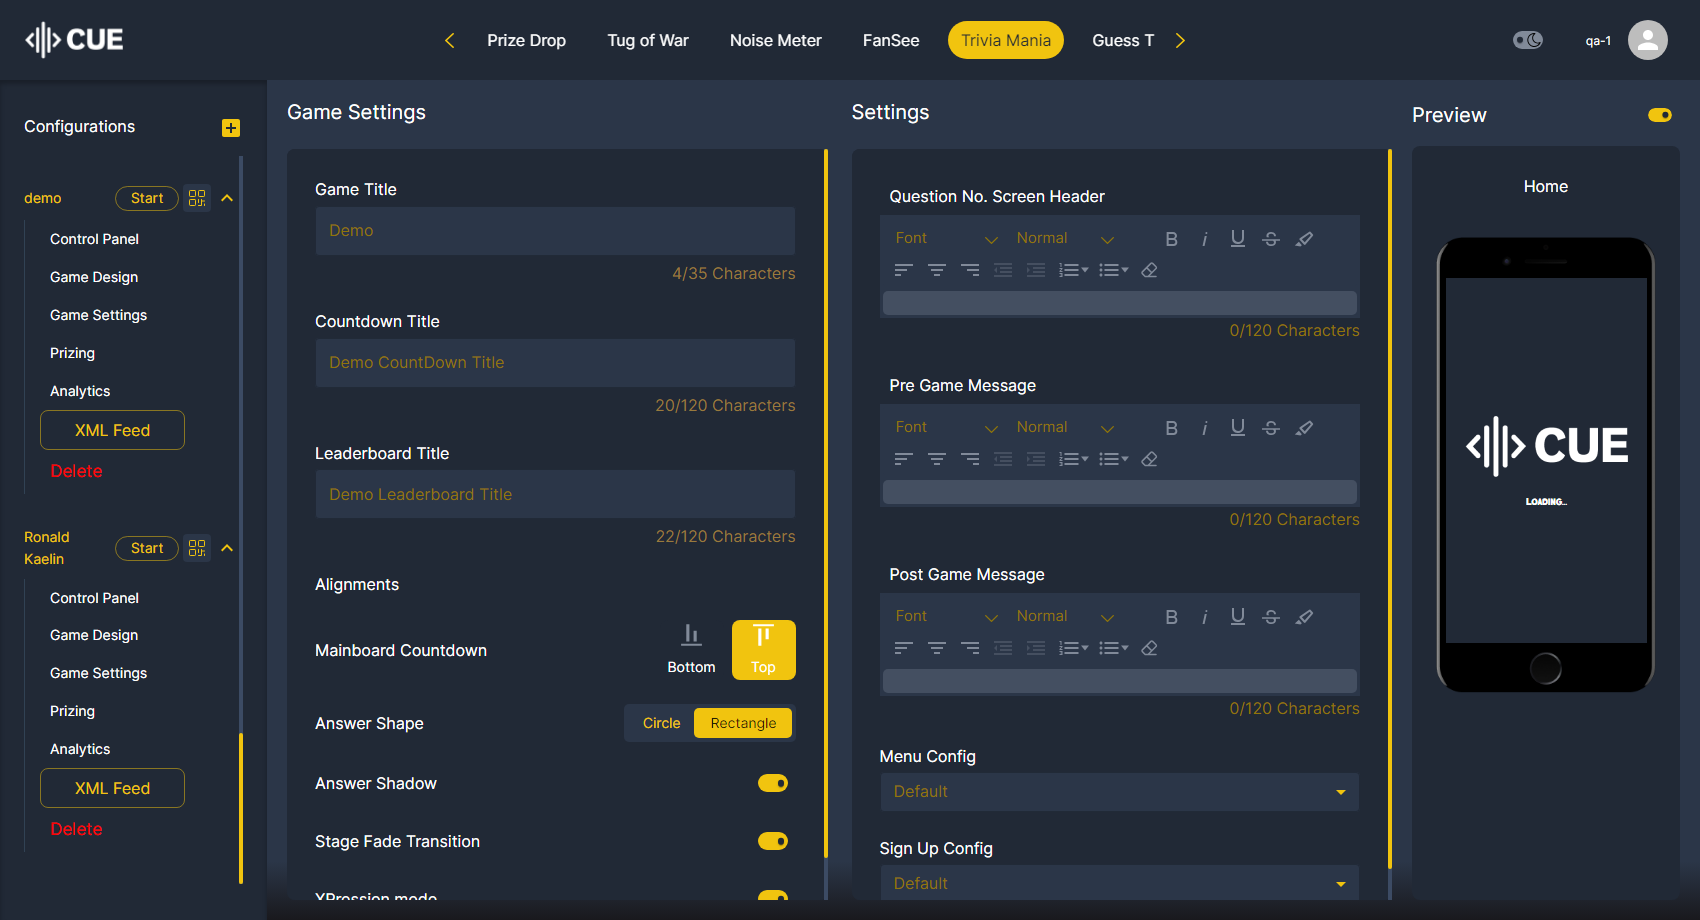 CUE
Prize Drop
Tug of War
Noise Meter
FanSee
Trivia Mania
Guess T
qa-1
Configurations
demo
Start
Control Panel
Game Design
Game Settings
Prizing
Analytics
XML Feed
Delete
Ronald
Kaelin
Start
Control Panel
Game Design
Game Settings
Prizing
Analytics
XML Feed
Delete
Game Settings
Game Title
Demo
4/35 Characters
Countdown Title
Demo CountDown Title
20/120 Characters
Leaderboard Title
Demo Leaderboard Title
22/120 Characters
Alignments
Mainboard Countdown
Bottom
Top
Answer Shape
Circle
Rectangle
Answer Shadow
Stage Fade Transition
XPression mode
Settings
Question No. Screen Header
Font
Normal
0/120 Characters
Pre Game Message
Font
Normal
0/120 Characters
Post Game Message
Font
Normal
0/120 Characters
Menu Config
Default
Sign Up Config
Default
Preview
Home
CUE
LOADING...